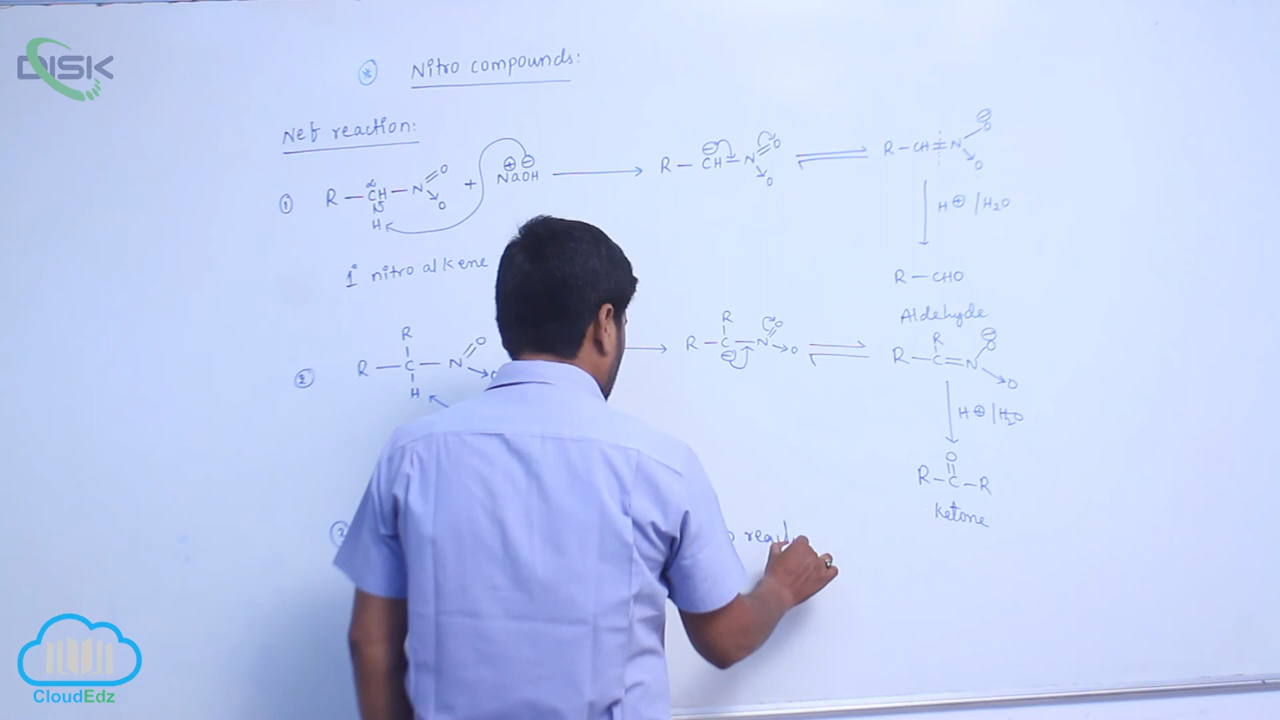 DISK
* Nitro compounds:
Nef reaction:
① R — CH — N = O → O + NaOH ⊕ ⊖ → R — CH = N = O → O ⇌ R — CH = N — O ⊖ → O
α
H
H ⊕ / H₂O
1° nitro alkene
R — CHO
Aldehyde
② R — C — N = O → O → R — C — N = O → O ⇌ R — C = N — O ⊖ → O
R
H
R
⊖
R
H ⊕ / H₂O
O
R — C — R
Ketone
CloudEdz